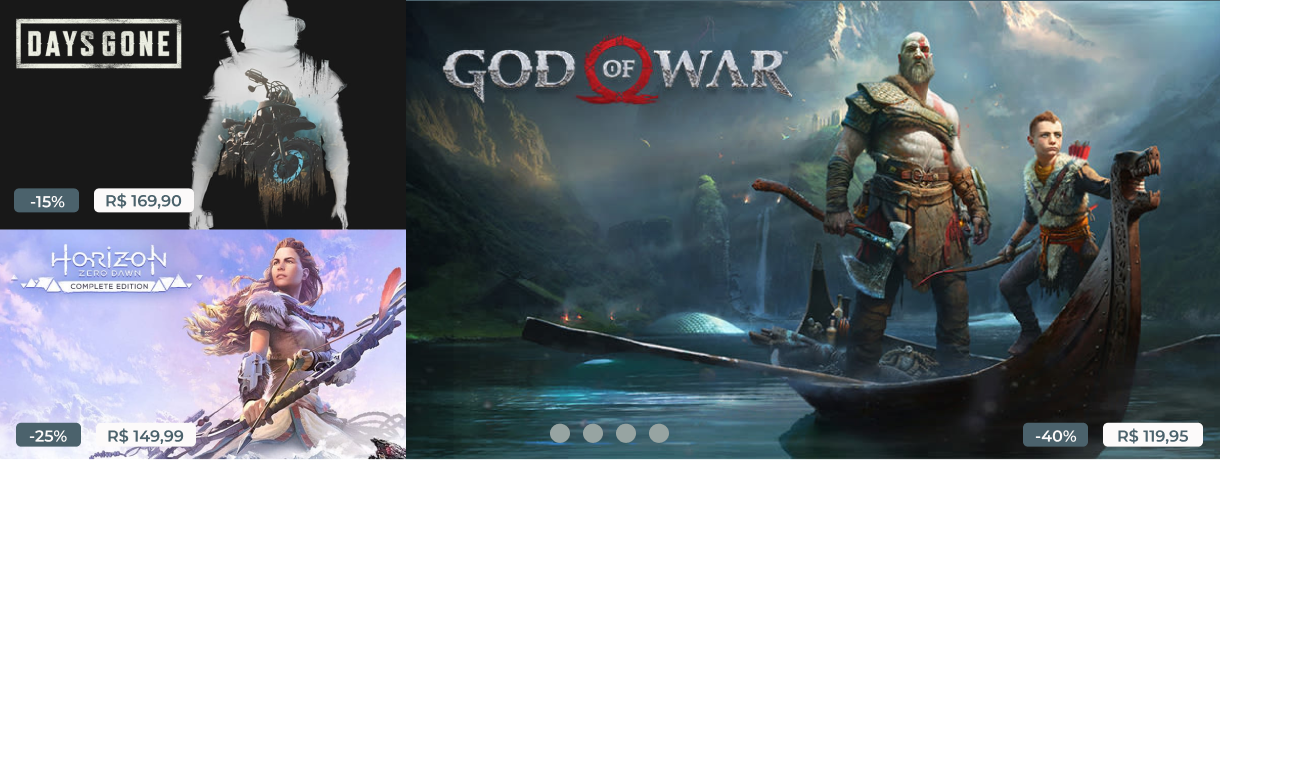 DAYS GONE
-15%
R$ 169,90
HORIZON
ZERO DAWN
COMPLETE EDITION
-25%
R$ 149,99
GOD OF WAR
-40%
R$ 119,95